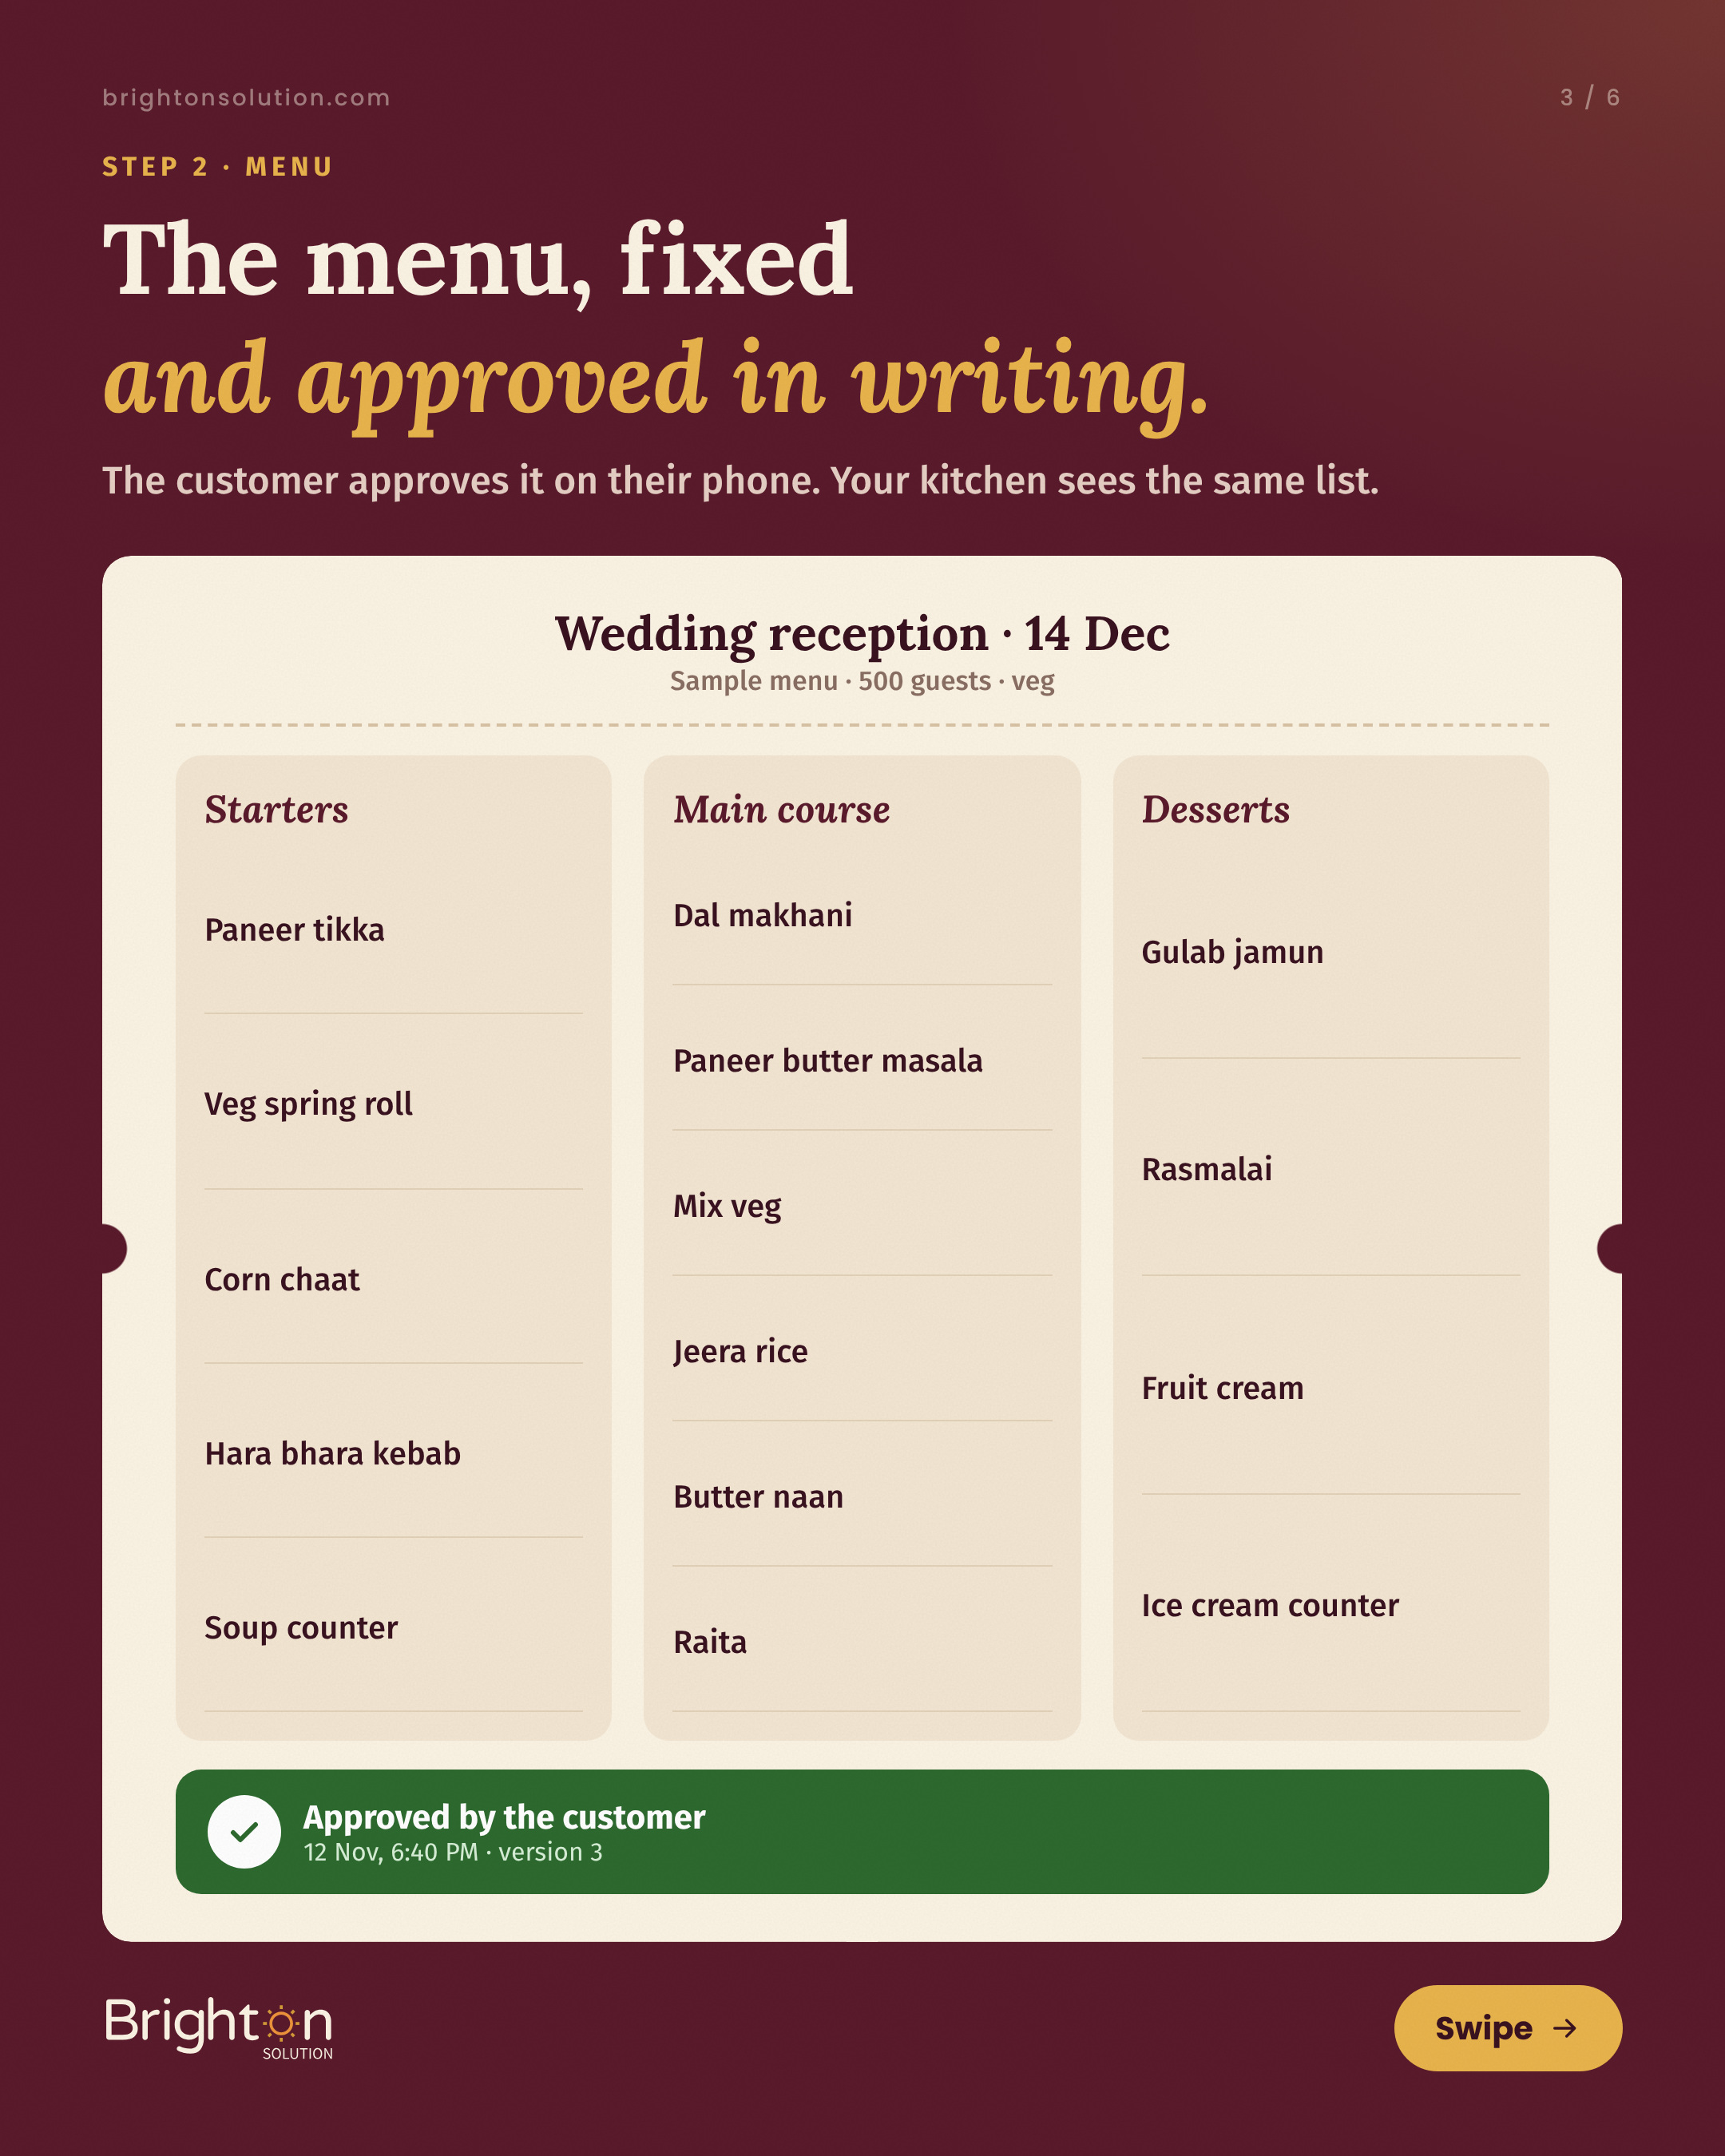 brightonsolution.com
3 / 6
STEP 2 · MENU
The menu, fixed
and approved in writing.
The customer approves it on their phone. Your kitchen sees the same list.
Wedding reception · 14 Dec
Sample menu · 500 guests · veg
Starters
Paneer tikka
Veg spring roll
Corn chaat
Hara bhara kebab
Soup counter
Main course
Dal makhani
Paneer butter masala
Mix veg
Jeera rice
Butter naan
Raita
Desserts
Gulab jamun
Rasmalai
Fruit cream
Ice cream counter
Approved by the customer
12 Nov, 6:40 PM · version 3
Brighton
SOLUTION
Swipe →